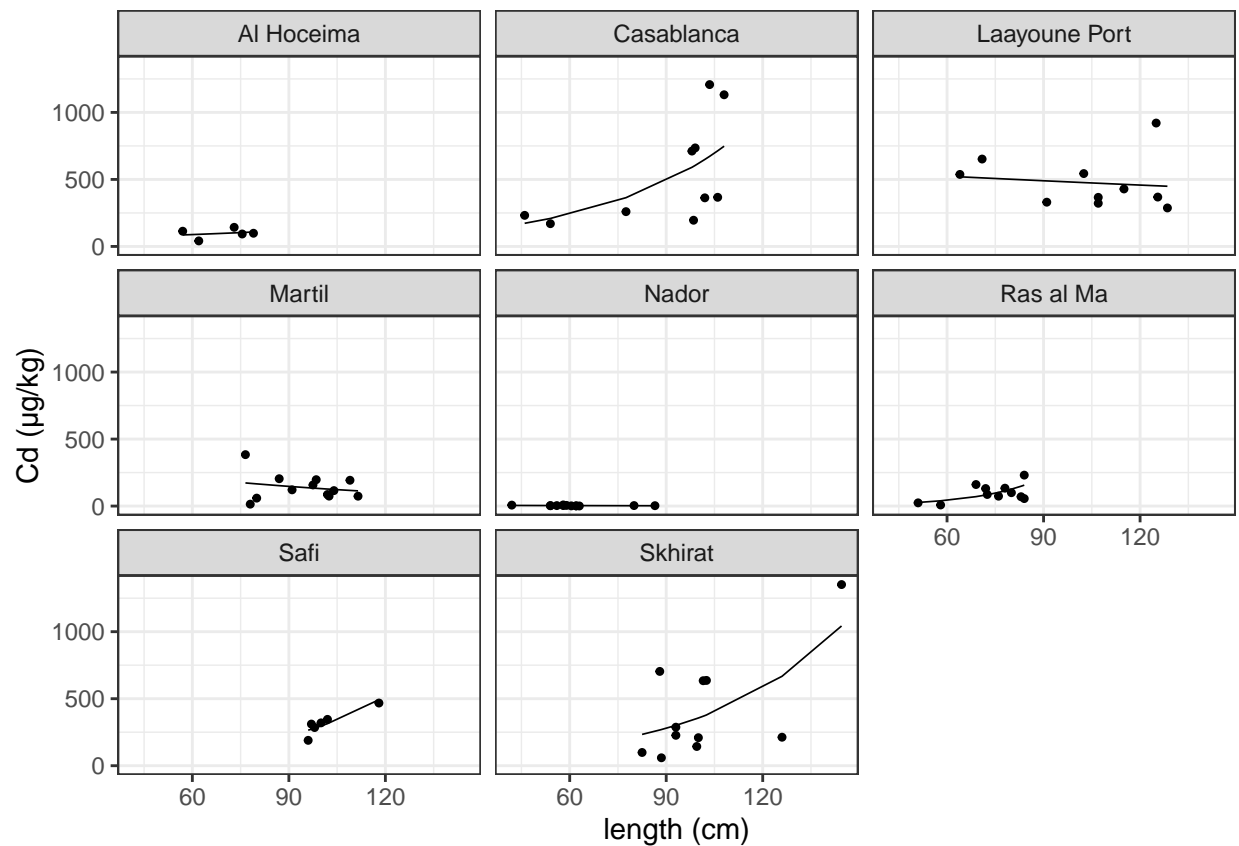 Al Hoceima
Casablanca
Laayoune Port
1000
500
0
Martil
Nador
Ras al Ma
1000
500
0
60 90 120
Safi
Skhirat
1000
500
0
60 90 120
60 90 120
length (cm)
Cd (µg/kg)